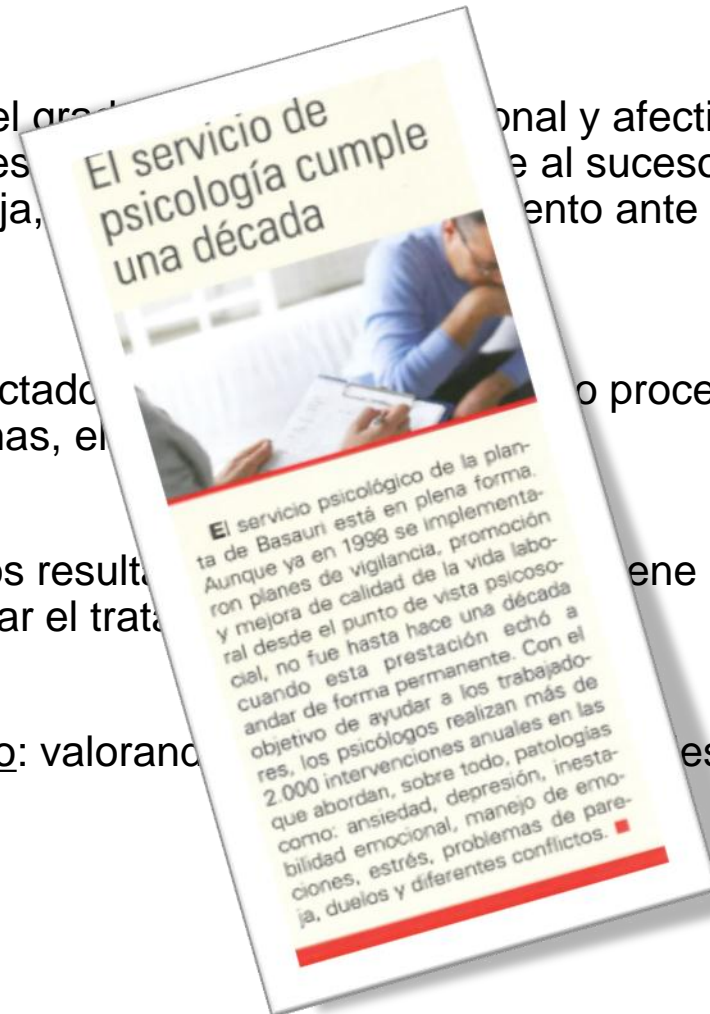 el
onal y afecti
es
e al suceso
ja,
ento ante
ctado
o proce
nas, el
os result
ene
ar el trat
o: valorand
es
El servicio de
psicología cumple
una década
El servicio psicológico de la plan-
ta de Basauri está en plena forma.
Aunque ya en 1998 se implementa-
ron planes de vigilancia, promoción
y mejora de calidad de la vida labo-
ral desde el punto de vista psicoso-
cial, no fue hasta hace una década
cuando esta prestación echó a
andar de forma permanente. Con el
objetivo de ayudar a los trabajado-
res, los psicólogos realizan más de
2.000 intervenciones anuales en las
que abordan, sobre todo, patologías
como: ansiedad, depresión, inesta-
bilidad emocional, manejo de emo-
ciones, estrés, problemas de pare-
ja, duelos y diferentes conflictos.